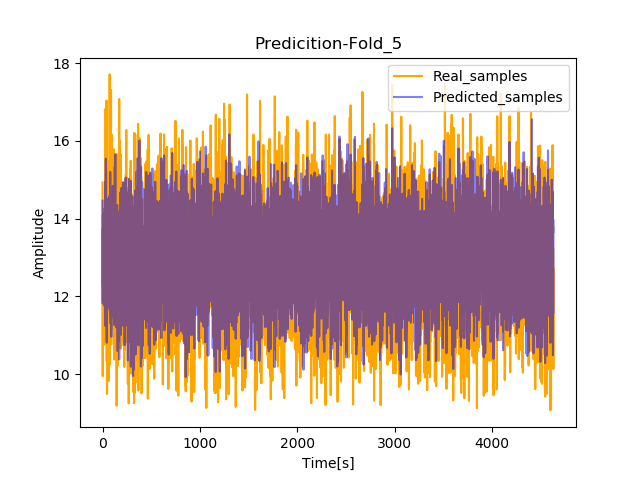 Predicition-Fold_5
Real_samples
Predicted_samples
18
16
14
12
10
Amplitude
0
1000
2000
3000
4000
Time[s]